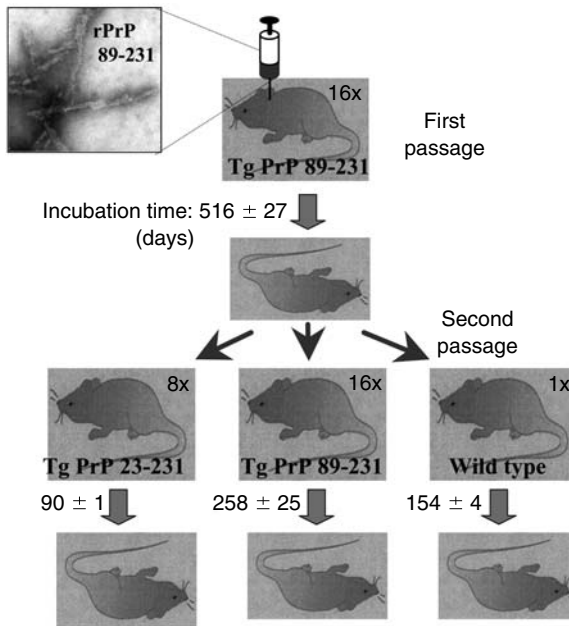 rPrP
89-231
16x
Tg PrP 89-231
First
passage
Incubation time: 516 ± 27
(days)
Second
passage
8x
16x
1x
Tg PrP 23-231
Tg PrP 89-231
Wild type
90 ± 1
258 ± 25
154 ± 4